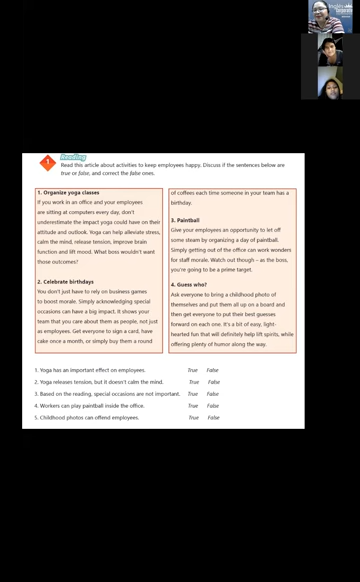 1
Reading
Read this article about activities to keep employees happy. Discuss if the sentences below are
true or false, and correct the false ones.
1. Organize yoga classes
If you work in an office and your employees
are sitting at computers every day, don't
underestimate the impact yoga could have on their
attitude and outlook. Yoga can help alleviate stress,
calm the mind, release tension, improve brain
function and lift mood. What boss wouldn't want
those outcomes?
2. Celebrate birthdays
You don't just have to rely on business games
to boost morale. Simply acknowledging special
occasions can have a big impact. It shows your
team that you care about them as people, not just
as employees. Get everyone to sign a card, have
cake once a month, or simply buy them a round
of coffees each time someone in your team has a
birthday.
3. Paintball
Give your employees an opportunity to let off
some steam by organizing a day of paintball.
Simply getting out of the office can work wonders
for staff morale. Watch out though – as the boss,
you're going to be a prime target.
4. Guess who?
Ask everyone to bring a childhood photo of
themselves and put them all up on a board and
then get everyone to put their best guesses
forward on each one. It's a bit of easy, light-
hearted fun that will definitely help lift spirits, while
offering plenty of humor along the way.
1. Yoga has an important effect on employees. True False
2. Yoga releases tension, but it doesn't calm the mind. True False
3. Based on the reading, special occasions are not important. True False
4. Workers can play paintball inside the office. True False
5. Childhood photos can offend employees. True False